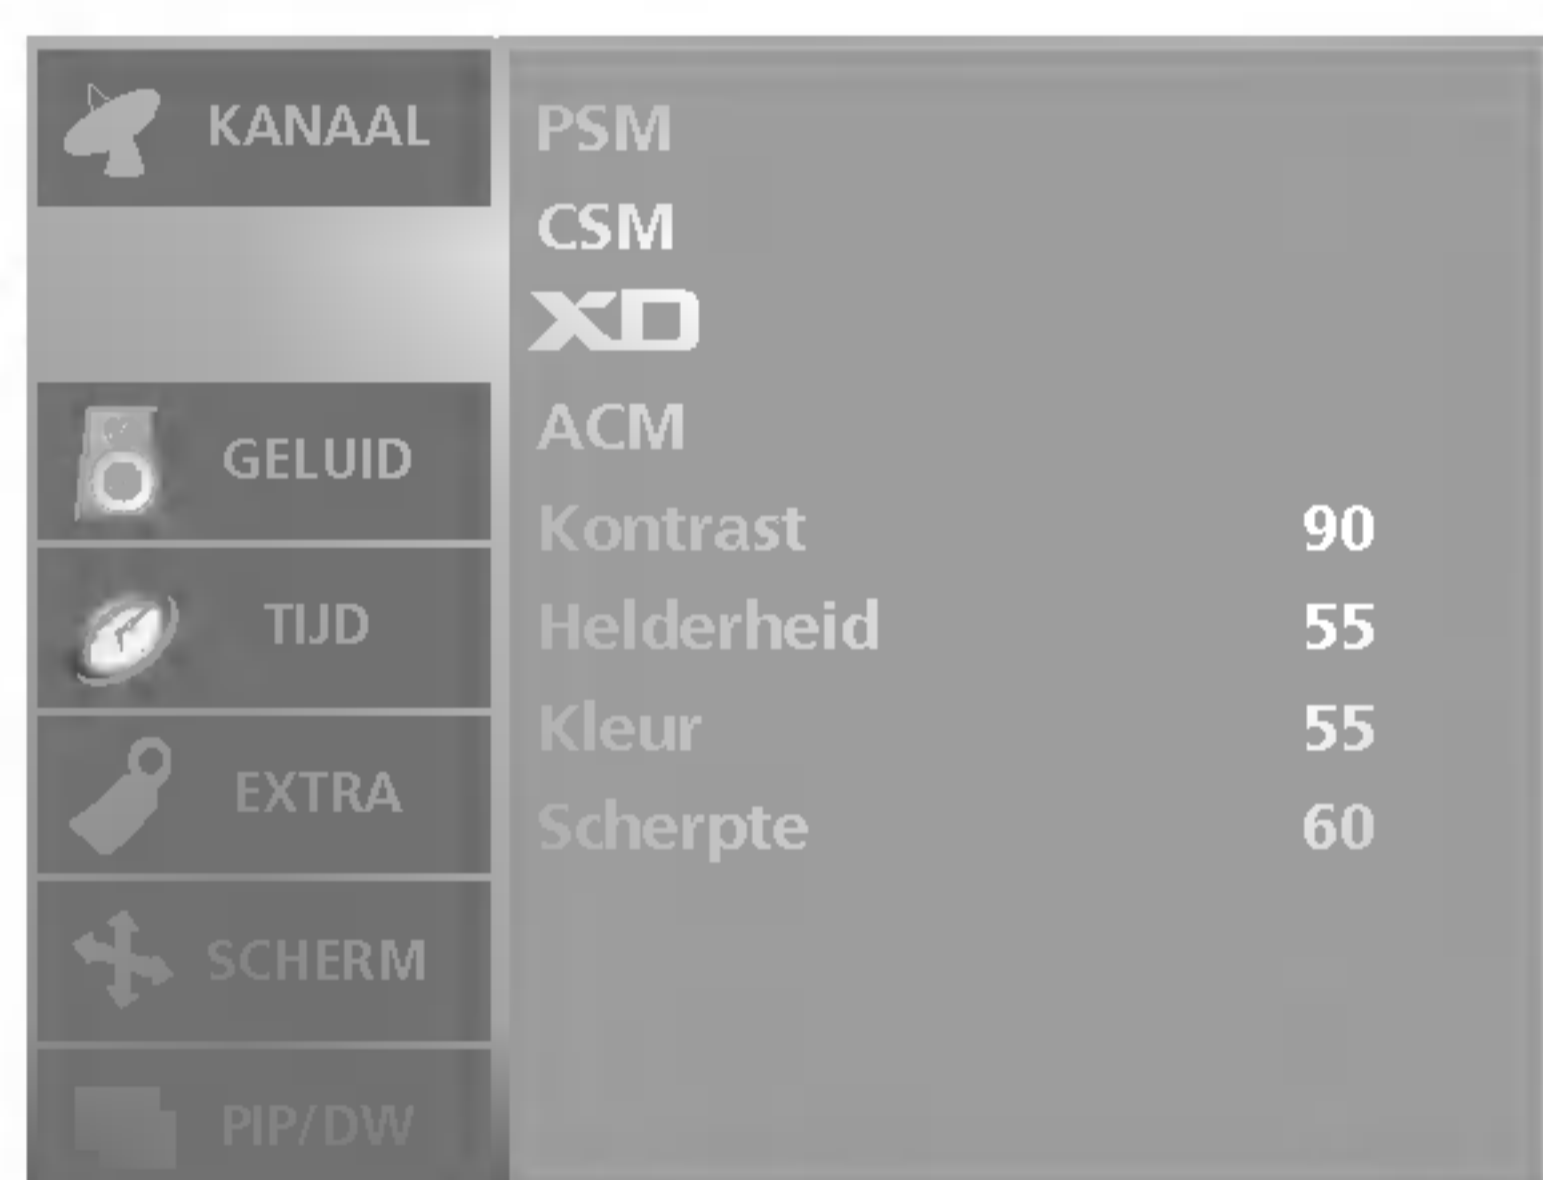 KANAAL
GELUID
TIJD
EXTRA
SCHERM
PIP/DW
PSM
CSM
XD
ACM
Kontrast 90
Helderheid 55
Kleur 55
Scherpte 60